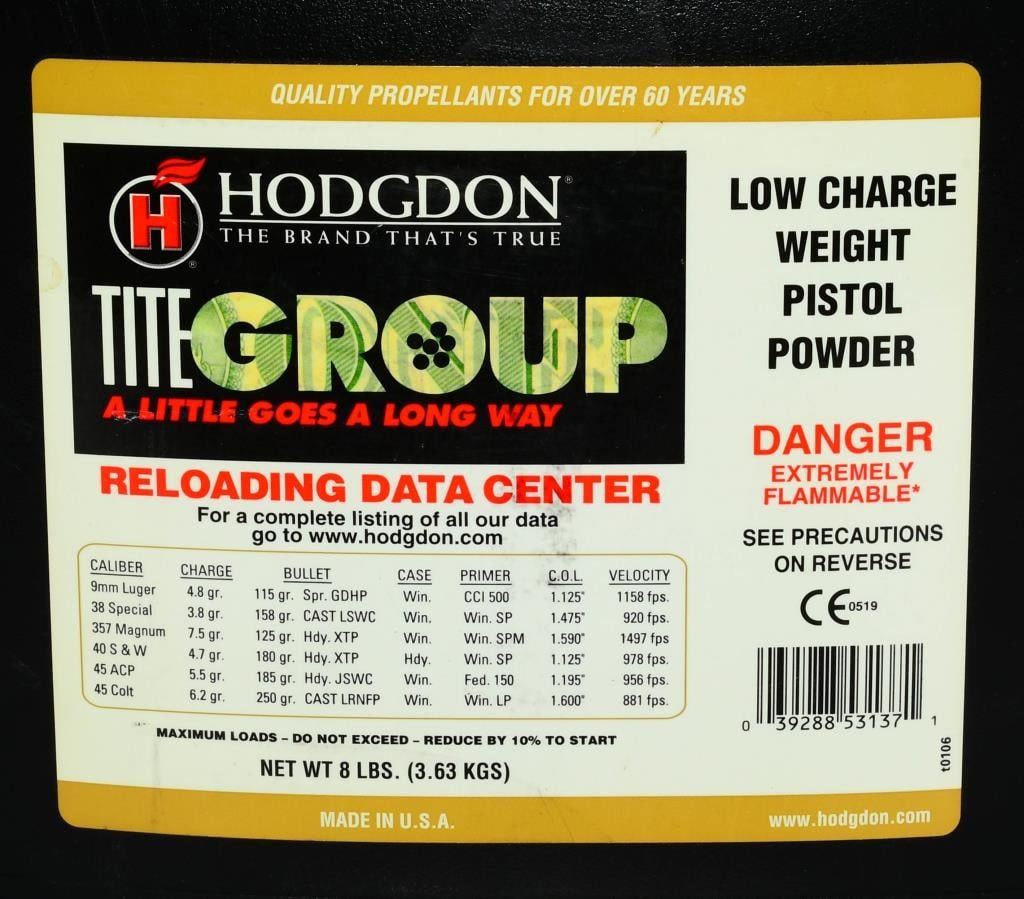 QUALITY PROPELLANTS FOR OVER 60 YEARS
H ®
HODGDON®
THE BRAND THAT'S TRUE
TITEGROUP
A LITTLE GOES A LONG WAY
LOW CHARGE
WEIGHT
PISTOL
POWDER
DANGER
EXTREMELY
FLAMMABLE*
SEE PRECAUTIONS
ON REVERSE
CE0519
RELOADING DATA CENTER
For a complete listing of all our data
go to www.hodgdon.com
CALIBER CHARGE BULLET CASE PRIMER C.O.L. VELOCITY
9mm Luger 4.8 gr. 115 gr. Spr. GDHP Win. CCI 500 1.125" 1158 fps.
38 Special 3.8 gr. 158 gr. CAST LSWC Win. Win. SP 1.475" 920 fps.
357 Magnum 7.5 gr. 125 gr. Hdy. XTP Win. Win. SPM 1.590" 1497 fps
40 S & W 4.7 gr. 180 gr. Hdy. XTP Hdy. Win. SP 1.125" 978 fps.
45 ACP 5.5 gr. 185 gr. Hdy. JSWC Win. Fed. 150 1.195" 956 fps.
45 Colt 6.2 gr. 250 gr. CAST LRNFP Win. Win. LP 1.600" 881 fps.
MAXIMUM LOADS – DO NOT EXCEED – REDUCE BY 10% TO START
NET WT 8 LBS. (3.63 KGS)
0 39288 53137 1
t0106
MADE IN U.S.A.
www.hodgdon.com